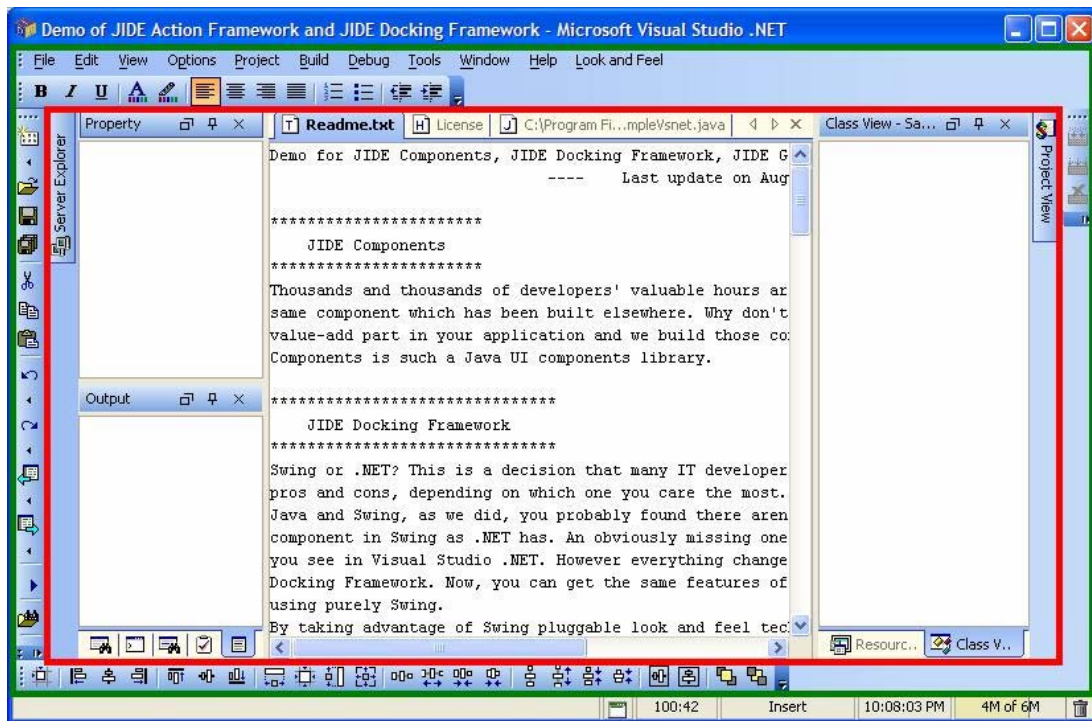 Demo of JIDE Action Framework and JIDE Docking Framework - Microsoft Visual Studio .NET
File Edit View Options Project Build Debug Tools Window Help Look and Feel
B I U A
Server Explorer
Property
Readme.txt License C:\Program Fi...mpleVsnet.java
Class View - Sa...
Project View
Demo for JIDE Components, JIDE Docking Framework, JIDE G
---- Last update on Aug
***********************
JIDE Components
***********************
Thousands and thousands of developers' valuable hours ar
same component which has been built elsewhere. Why don't
value-add part in your application and we build those co
Components is such a Java UI components library.
Output
*******************************
JIDE Docking Framework
*******************************
Swing or .NET? This is a decision that many IT developer
pros and cons, depending on which one you care the most.
Java and Swing, as we did, you probably found there aren
component in Swing as .NET has. An obviously missing one
you see in Visual Studio .NET. However everything change
Docking Framework. Now, you can get the same features of
using purely Swing.
By taking advantage of Swing pluggable look and feel tec
Resourc.. Class V..
100:42 Insert 10:08:03 PM 4M of 6M